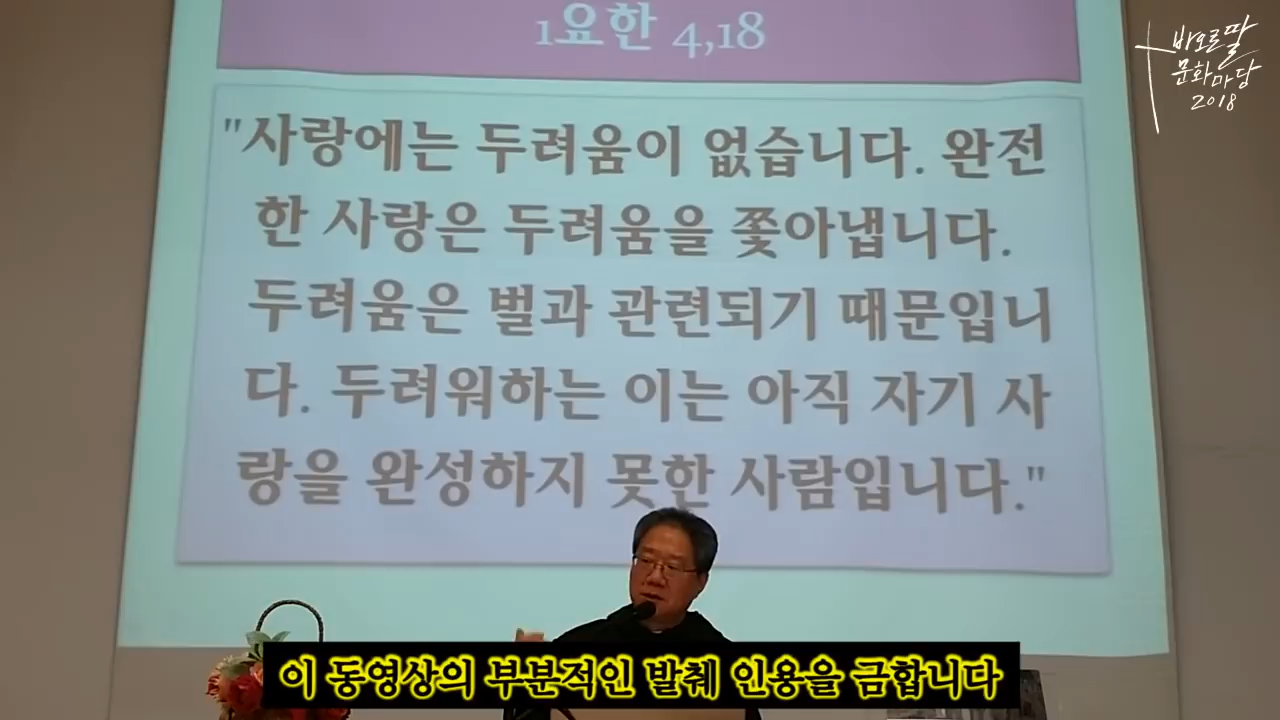 1요한 4,18
바오로딸
문화마당
2018
"사랑에는 두려움이 없습니다. 완전
한 사랑은 두려움을 쫓아냅니다.
두려움은 벌과 관련되기 때문입니
다. 두려워하는 이는 아직 자기 사
랑을 완성하지 못한 사람입니다."
이 동영상의 부분적인 발췌 인용을 금합니다